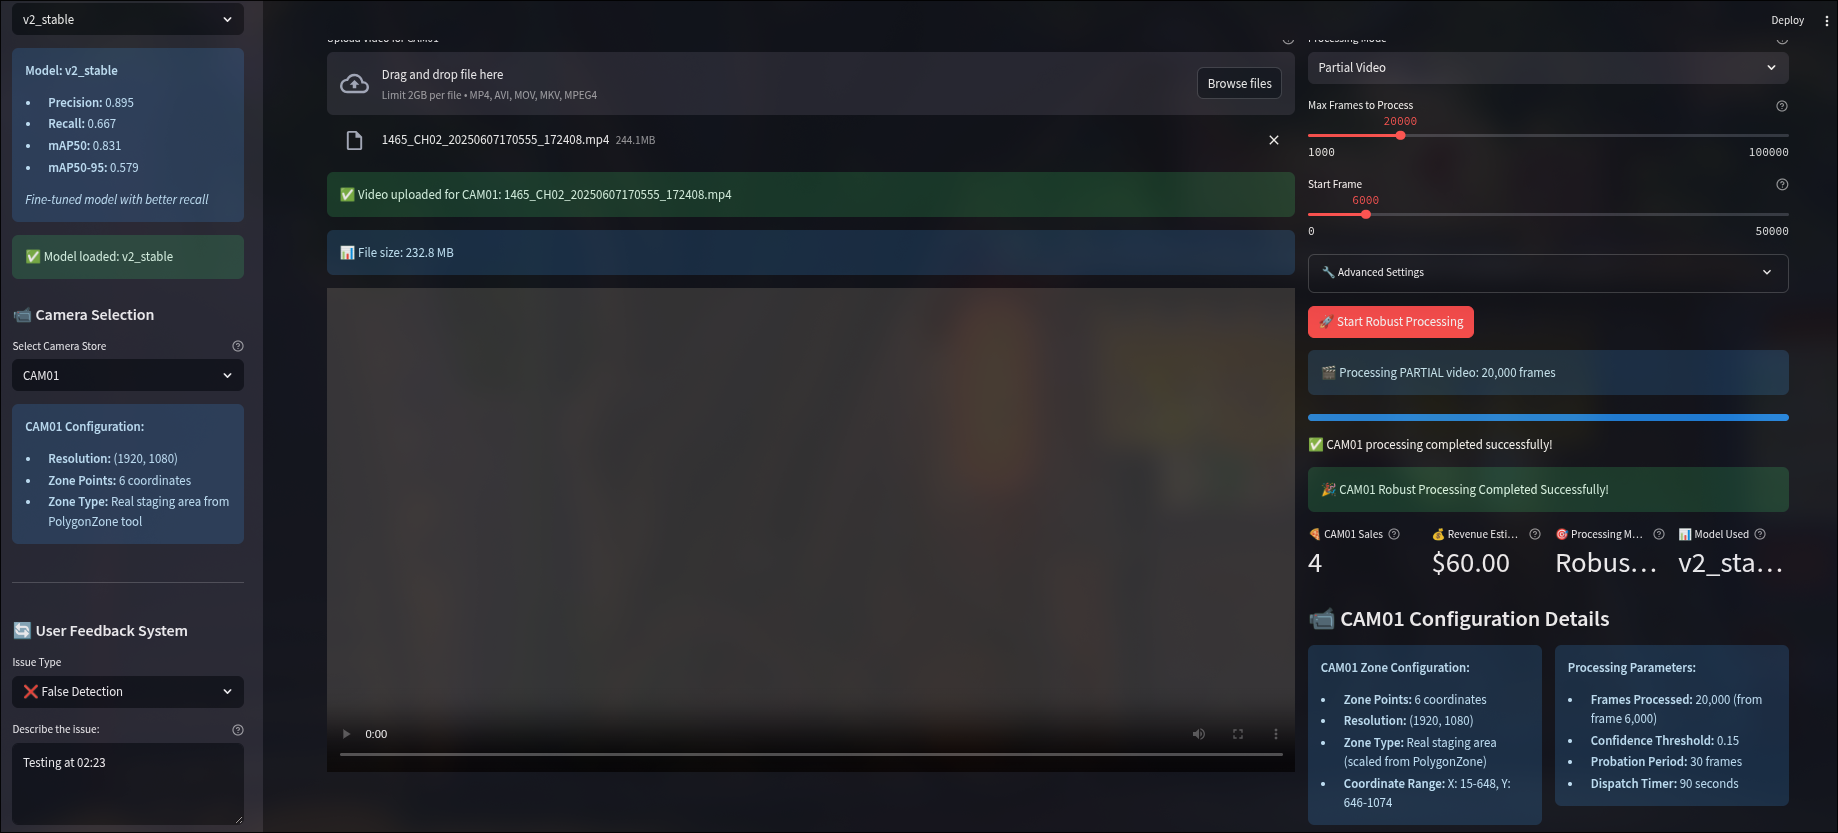 v2_stable
Model: v2_stable
Precision: 0.895
Recall: 0.667
mAP50: 0.831
mAP50-95: 0.579
Fine-tuned model with better recall
✅ Model loaded: v2_stable
📹 Camera Selection
Select Camera Store
CAM01
CAM01 Configuration:
Resolution: (1920, 1080)
Zone Points: 6 coordinates
Zone Type: Real staging area from
PolygonZone tool
🔄 User Feedback System
Issue Type
❌ False Detection
Describe the issue:
Testing at 02:23
Deploy
Upload Video for CAM01
Drag and drop file here
Limit 2GB per file • MP4, AVI, MOV, MKV, MPEG4
Browse files
1465_CH02_20250607170555_172408.mp4 244.1MB
✅ Video uploaded for CAM01: 1465_CH02_20250607170555_172408.mp4
📊 File size: 232.8 MB
0:00
Processing Mode
Partial Video
Max Frames to Process
20000
1000 100000
Start Frame
6000
0 50000
🔧 Advanced Settings
🚀 Start Robust Processing
🎬 Processing PARTIAL video: 20,000 frames
✅ CAM01 processing completed successfully!
🎉 CAM01 Robust Processing Completed Successfully!
🍕 CAM01 Sales
4
💰 Revenue Esti...
$60.00
🎯 Processing M...
Robus...
📊 Model Used
v2_sta...
📹 CAM01 Configuration Details
CAM01 Zone Configuration:
Zone Points: 6 coordinates
Resolution: (1920, 1080)
Zone Type: Real staging area
(scaled from PolygonZone)
Coordinate Range: X: 15-648, Y:
646-1074
Processing Parameters:
Frames Processed: 20,000 (from
frame 6,000)
Confidence Threshold: 0.15
Probation Period: 30 frames
Dispatch Timer: 90 seconds